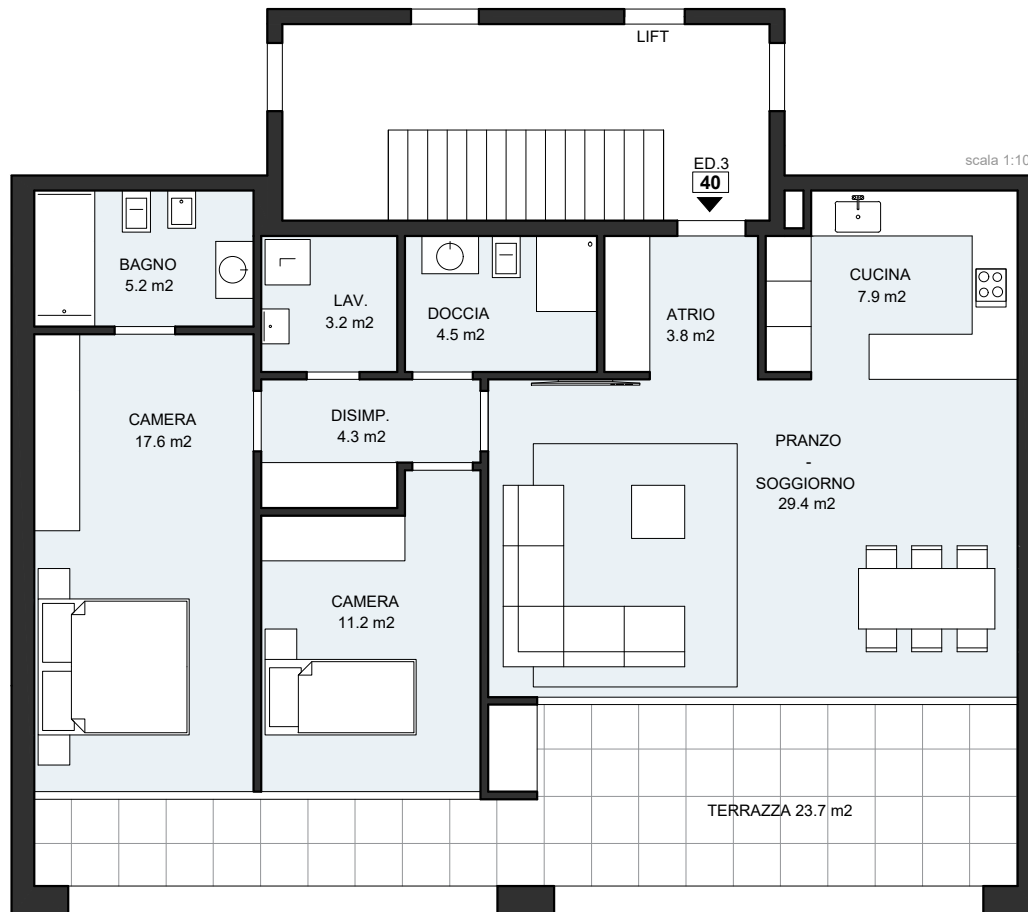 LIFT
ED.3
40
scala 1:10
BAGNO
5.2 m2
LAV.
3.2 m2
DOCCIA
4.5 m2
ATRIO
3.8 m2
CUCINA
7.9 m2
CAMERA
17.6 m2
DISIMP.
4.3 m2
PRANZO
-
SOGGIORNO
29.4 m2
CAMERA
11.2 m2
TERRAZZA 23.7 m2